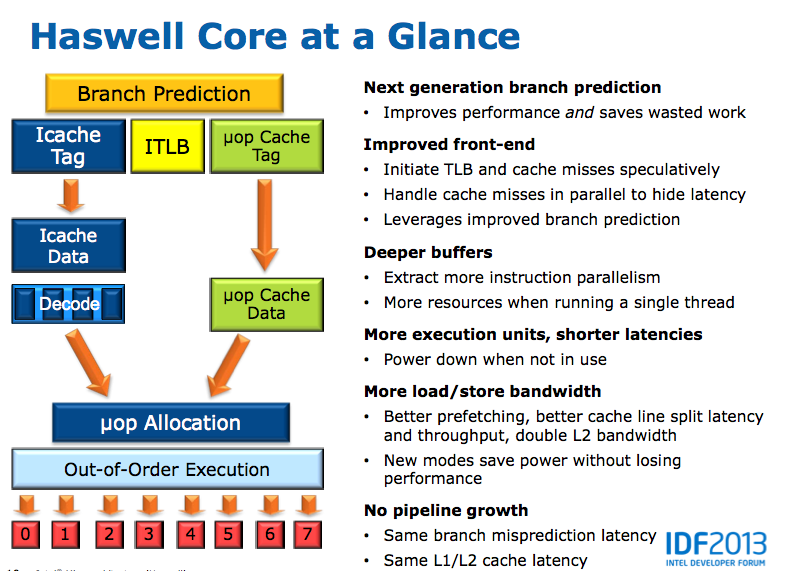 Haswell Core at a Glance
Branch Prediction
Icache
Tag
ITLB
μop Cache
Tag
Icache
Data
Decode
μop Cache
Data
μop Allocation
Out-of-Order Execution
0 1 2 3 4 5 6 7
Next generation branch prediction
• Improves performance and saves wasted work
Improved front-end
• Initiate TLB and cache misses speculatively
• Handle cache misses in parallel to hide latency
• Leverages improved branch prediction
Deeper buffers
• Extract more instruction parallelism
• More resources when running a single thread
More execution units, shorter latencies
• Power down when not in use
More load/store bandwidth
• Better prefetching, better cache line split latency
and throughput, double L2 bandwidth
• New modes save power without losing
performance
No pipeline growth
• Same branch misprediction latency
• Same L1/L2 cache latency
IDF2013
INTEL DEVELOPER FORUM